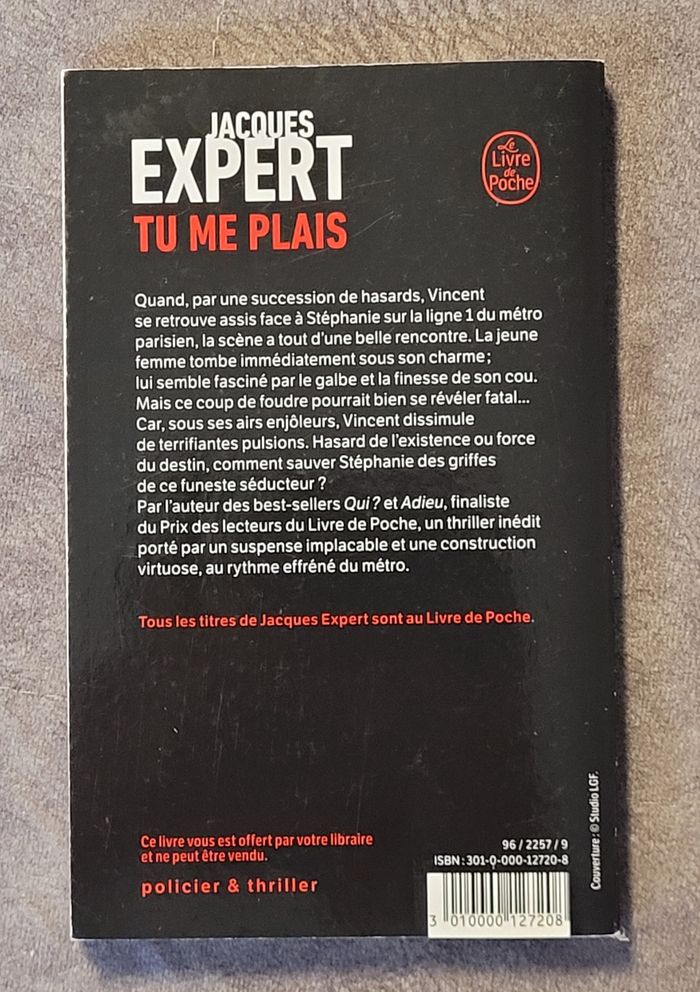 JACQUES
EXPERT
TU ME PLAIS
Le
Livre
de
Poche
Quand, par une succession de hasards, Vincent
se retrouve assis face à Stéphanie sur la ligne 1 du métro
parisien, la scène a tout d'une belle rencontre. La jeune
femme tombe immédiatement sous son charme ;
lui semble fasciné par le galbe et la finesse de son cou.
Mais ce coup de foudre pourrait bien se révéler fatal...
Car, sous ses airs enjôleurs, Vincent dissimule
de terrifiantes pulsions. Hasard de l'existence ou force
du destin, comment sauver Stéphanie des griffes
de ce funeste séducteur ?
Par l'auteur des best-sellers Qui ? et Adieu, finaliste
du Prix des lecteurs du Livre de Poche, un thriller inédit
porté par un suspense implacable et une construction
virtuose, au rythme effréné du métro.
Tous les titres de Jacques Expert sont au Livre de Poche.
Ce livre vous est offert par votre libraire
et ne peut être vendu.
policier & thriller
96 / 2257 / 9
ISBN : 301-0-000-12720-8
3 010000 127208
Couverture : © Studio LGF.